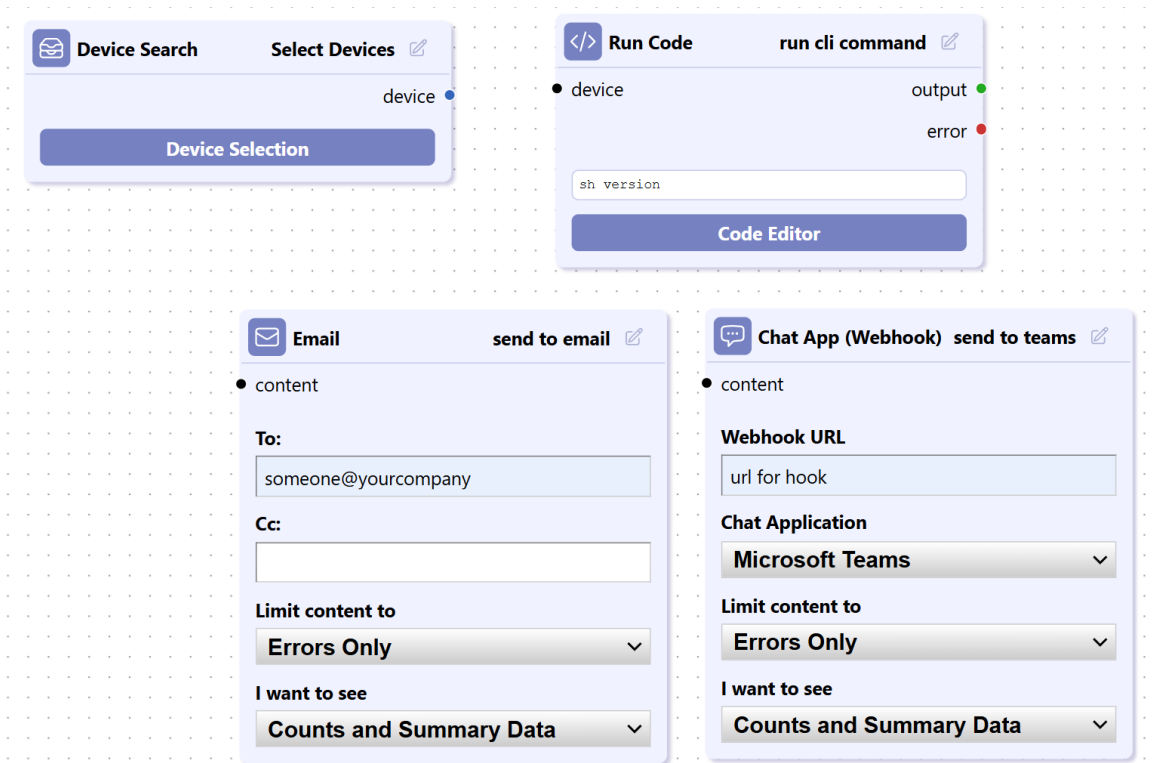 Device Search Select Devices
device
Device Selection
</> Run Code run cli command
device output
error
sh version
Code Editor
Email send to email
content
To:
someone@yourcompany
Cc:
Limit content to
Errors Only
I want to see
Counts and Summary Data
Chat App (Webhook) send to teams
content
Webhook URL
url for hook
Chat Application
Microsoft Teams
Limit content to
Errors Only
I want to see
Counts and Summary Data